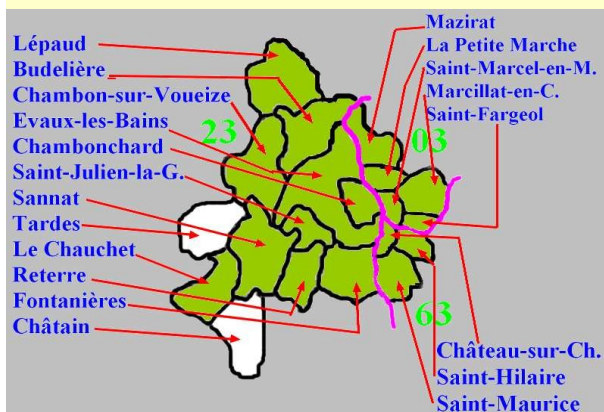 Lépaud
Budelière
Chambon-sur-Voueize
Evaux-les-Bains
Chambonchard
Saint-Julien-la-G.
Sannat
Tardes
Le Chauchet
Reterre
Fontanières
Châtain
23
Mazirat
La Petite Marche
Saint-Marcel-en-M.
Marcillat-en-C.
Saint-Fargeol
03
63
Château-sur-Ch.
Saint-Hilaire
Saint-Maurice